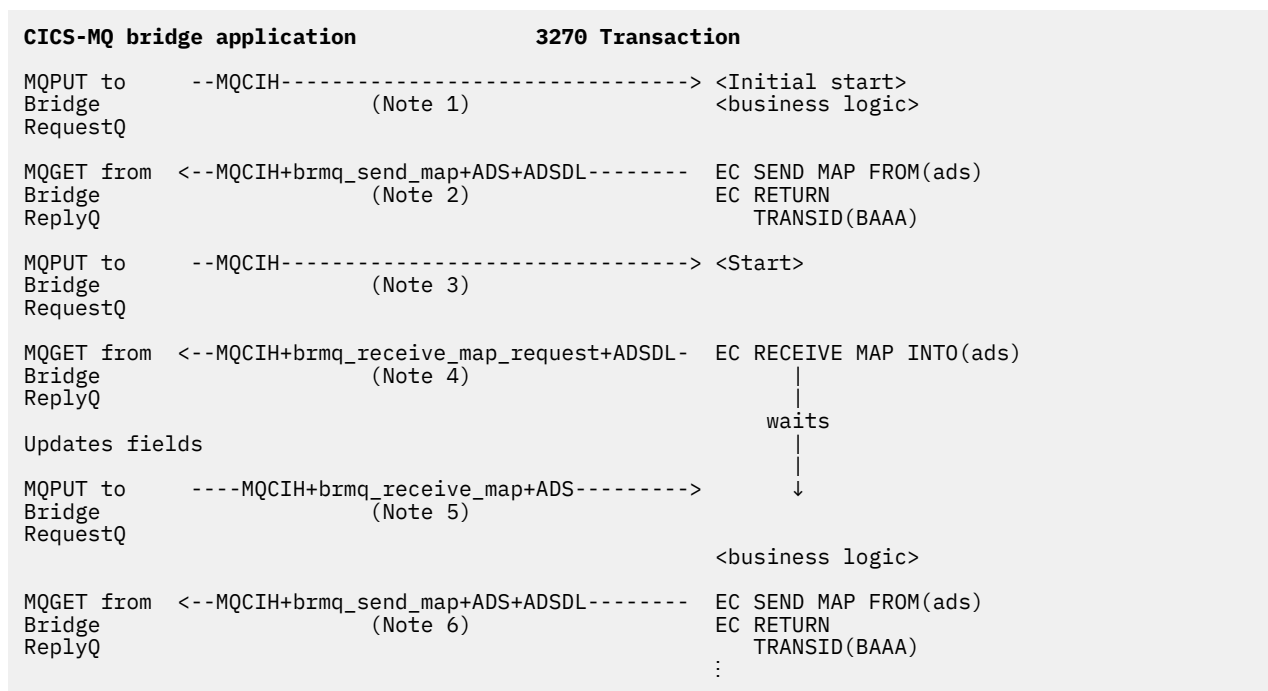 CICS-MQ bridge application              3270 Transaction
MQPUT to     --MQCIH--------------------------------> <Initial start>
Bridge                     (Note 1)                   <business logic>
RequestQ
MQGET from  <--MQCIH+brmq_send_map+ADS+ADSDL--------  EC SEND MAP FROM(ads)
Bridge                     (Note 2)                   EC RETURN
ReplyQ                                                   TRANSID(BAAA)
MQPUT to     --MQCIH--------------------------------> <Start>
Bridge                     (Note 3)
RequestQ
MQGET from  <--MQCIH+brmq_receive_map_request+ADSDL-  EC RECEIVE MAP INTO(ads)
Bridge                     (Note 4)                         |
ReplyQ                                                      |
                                                          waits
Updates fields                                              |
                                                            |
MQPUT to     ----MQCIH+brmq_receive_map+ADS--------->       ↓
Bridge                     (Note 5)
RequestQ
                                                      <business logic>
MQGET from  <--MQCIH+brmq_send_map+ADS+ADSDL--------  EC SEND MAP FROM(ads)
Bridge                     (Note 6)                   EC RETURN
ReplyQ                                                   TRANSID(BAAA)
                                                      ⋮